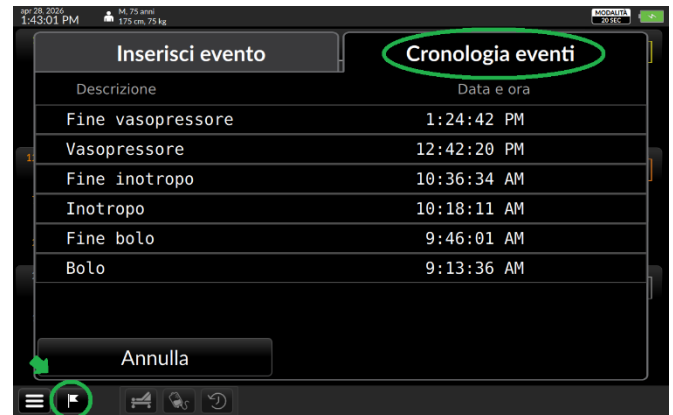 apr 28, 2026
1:43:01 PM
M, 75 anni
175 cm, 75 kg
MODALITÀ
20 SEC
Inserisci evento
Cronologia eventi
Descrizione Data e ora
Fine vasopressore 1:24:42 PM
Vasopressore 12:42:20 PM
Fine inotropo 10:36:34 AM
Inotropo 10:18:11 AM
Fine bolo 9:46:01 AM
Bolo 9:13:36 AM
Annulla